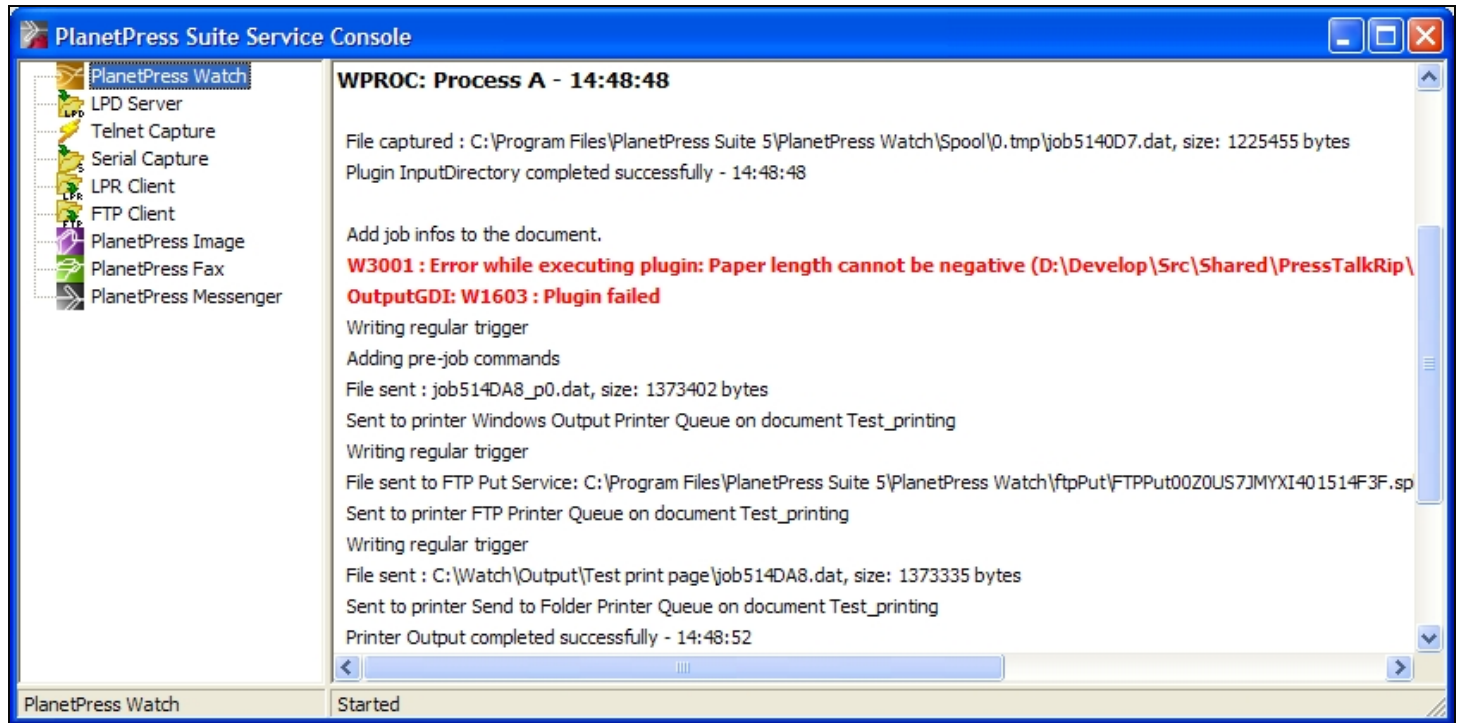 PlanetPress Suite Service Console
PlanetPress Watch
LPD Server
Telnet Capture
Serial Capture
LPR Client
FTP Client
PlanetPress Image
PlanetPress Fax
PlanetPress Messenger
WPROC: Process A - 14:48:48
File captured : C:\Program Files\PlanetPress Suite 5\PlanetPress Watch\Spool\0.tmp\job5140D7.dat, size: 1225455 bytes
Plugin InputDirectory completed successfully - 14:48:48
Add job infos to the document.
W3001 : Error while executing plugin: Paper length cannot be negative (D:\Develop\Src\Shared\PressTalkRip\
OutputGDI: W1603 : Plugin failed
Writing regular trigger
Adding pre-job commands
File sent : job514DA8_p0.dat, size: 1373402 bytes
Sent to printer Windows Output Printer Queue on document Test_printing
Writing regular trigger
File sent to FTP Put Service: C:\Program Files\PlanetPress Suite 5\PlanetPress Watch\ftpPut\FTPPut00Z0US7JMYXI401514F3F.sp
Sent to printer FTP Printer Queue on document Test_printing
Writing regular trigger
File sent : C:\Watch\Output\Test print page\job514DA8.dat, size: 1373335 bytes
Sent to printer Send to Folder Printer Queue on document Test_printing
Printer Output completed successfully - 14:48:52
PlanetPress Watch
Started